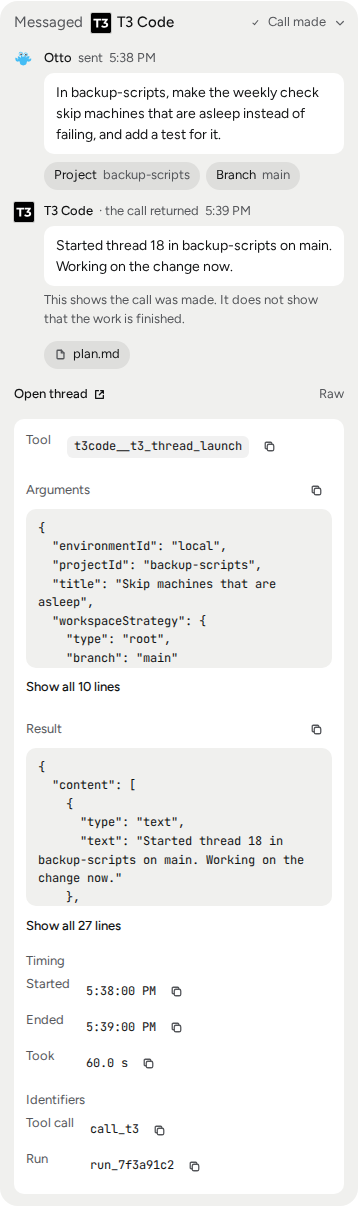 Messaged T3 T3 Code Call made
Otto sent 5:38 PM
In backup-scripts, make the weekly check
skip machines that are asleep instead of
failing, and add a test for it.
Project backup-scripts Branch main
T3 T3 Code · the call returned 5:39 PM
Started thread 18 in backup-scripts on main.
Working on the change now.
This shows the call was made. It does not show
that the work is finished.
plan.md
Open thread Raw
Tool t3code__t3_thread_launch
Arguments
{
"environmentId": "local",
"projectId": "backup-scripts",
"title": "Skip machines that are
asleep",
"workspaceStrategy": {
"type": "root",
"branch": "main"
Show all 10 lines
Result
{
"content": [
{
"type": "text",
"text": "Started thread 18 in
backup-scripts on main. Working on the
change now."
},
Show all 27 lines
Timing
Started 5:38:00 PM
Ended 5:39:00 PM
Took 60.0 s
Identifiers
Tool call call_t3
Run run_7f3a91c2